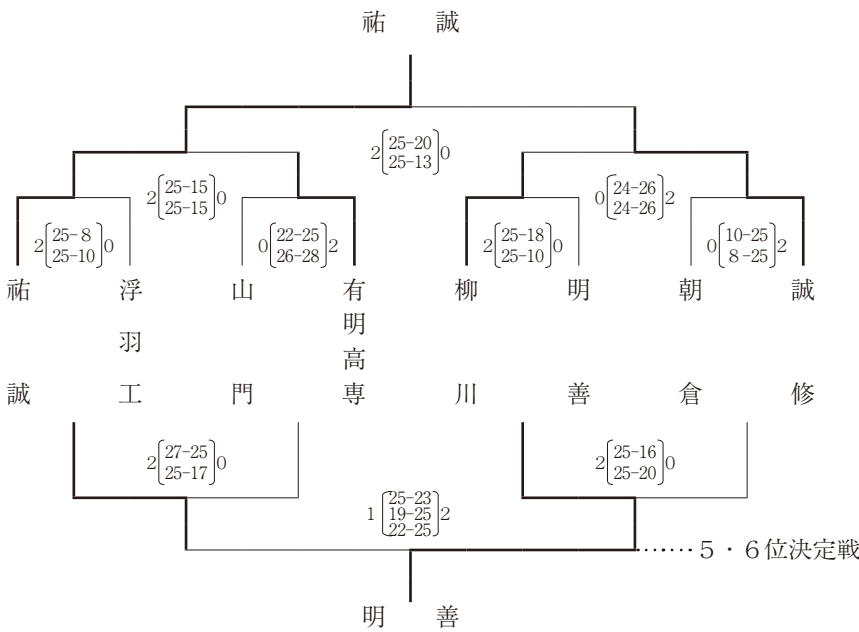 祐　誠
2[25-20 25-13]0
2[25-15 25-15]0
0[24-26 24-26]2
2[25-8 25-10]0
0[22-25 26-28]2
2[25-18 25-10]0
0[10-25 8-25]2
祐誠
浮羽工
山門
有明高専
柳川
明善
朝倉
誠修
2[27-25 25-17]0
2[25-16 25-20]0
1[25-23 19-25 22-25]2
……5・6位決定戦
明　善